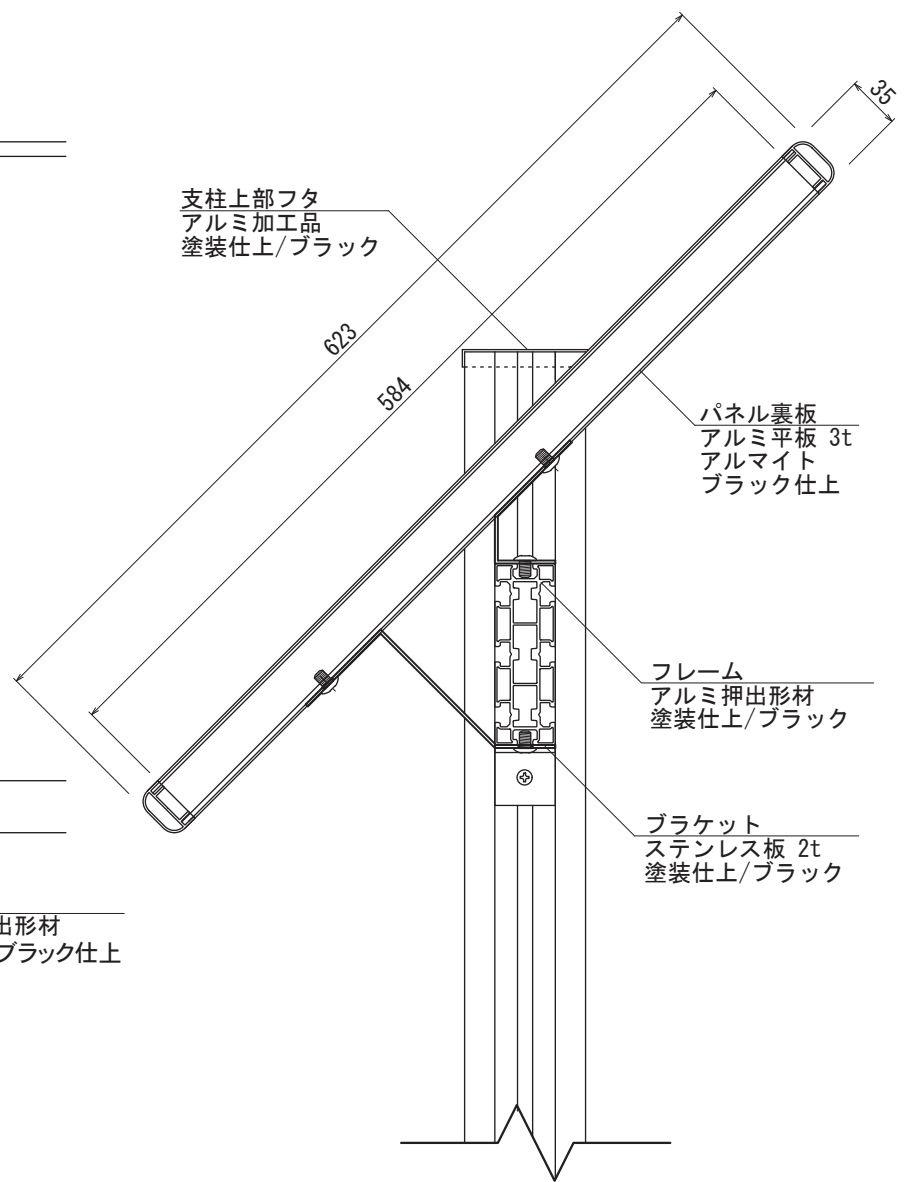 35
支柱上部フタ
アルミ加工品
塗装仕上/ブラック
623
584
パネル裏板
アルミ平板 3t
アルマイト
ブラック仕上
フレーム
アルミ押出形材
塗装仕上/ブラック
ブラケット
ステンレス板 2t
塗装仕上/ブラック
出形材
ブラック仕上